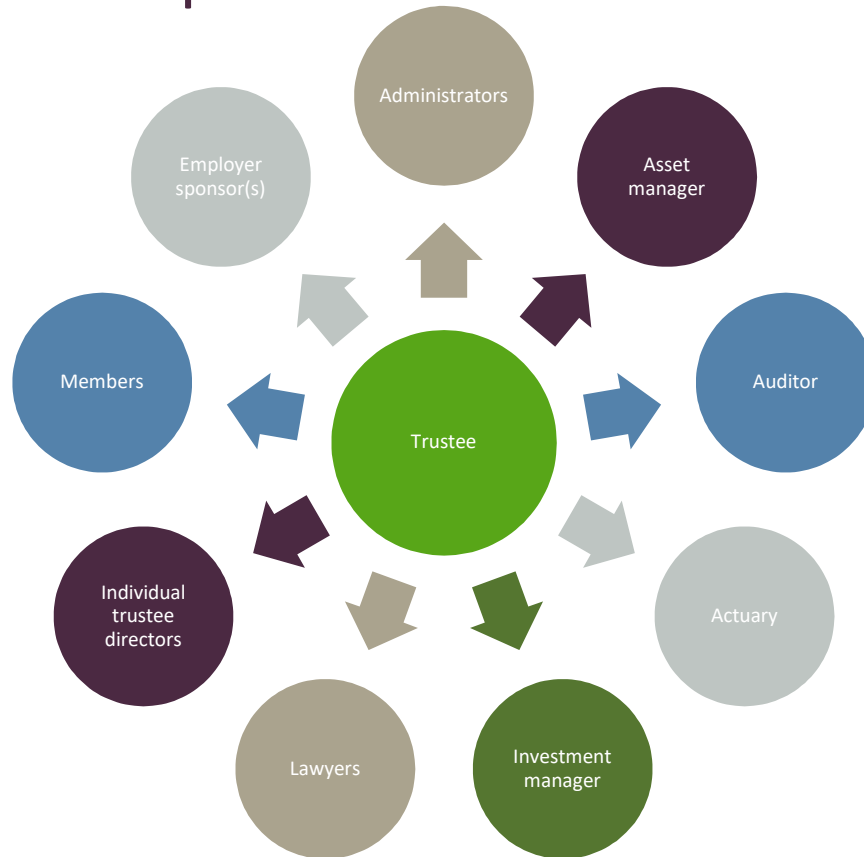 Administrators
Asset
manager
Auditor
Actuary
Investment
manager
Lawyers
Individual
trustee
directors
Members
Employer
sponsor(s)
Trustee